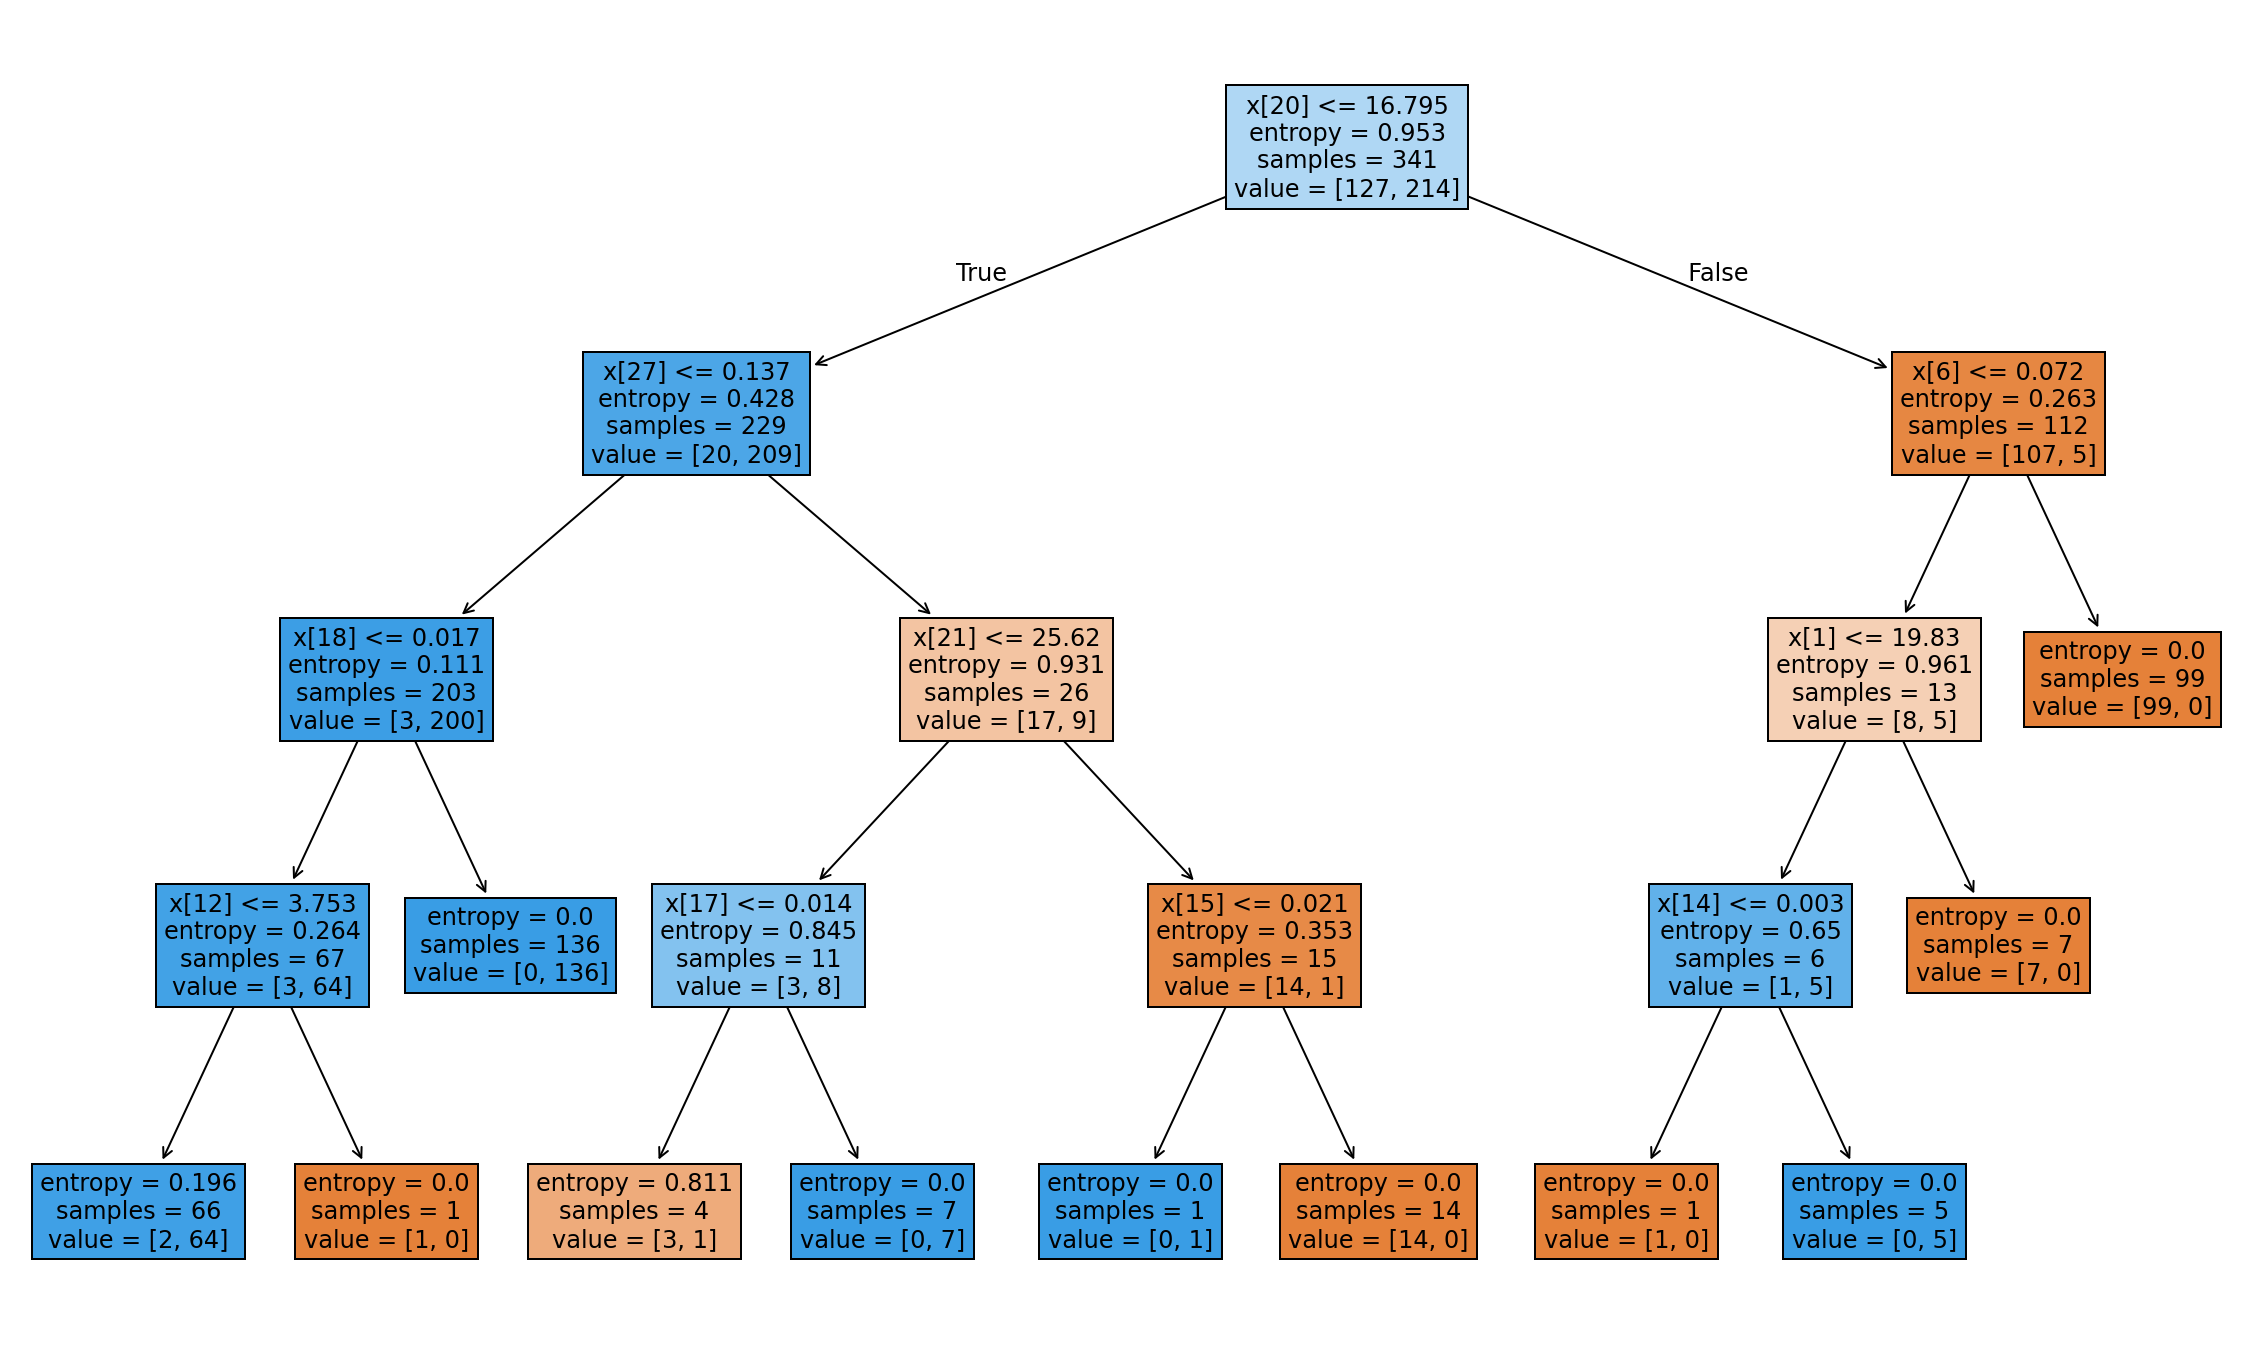 x[20] <= 16.795
entropy = 0.953
samples = 341
value = [127, 214]
True
False
x[27] <= 0.137
entropy = 0.428
samples = 229
value = [20, 209]
x[6] <= 0.072
entropy = 0.263
samples = 112
value = [107, 5]
x[18] <= 0.017
entropy = 0.111
samples = 203
value = [3, 200]
x[21] <= 25.62
entropy = 0.931
samples = 26
value = [17, 9]
x[1] <= 19.83
entropy = 0.961
samples = 13
value = [8, 5]
entropy = 0.0
samples = 99
value = [99, 0]
x[12] <= 3.753
entropy = 0.264
samples = 67
value = [3, 64]
entropy = 0.0
samples = 136
value = [0, 136]
x[17] <= 0.014
entropy = 0.845
samples = 11
value = [3, 8]
x[15] <= 0.021
entropy = 0.353
samples = 15
value = [14, 1]
x[14] <= 0.003
entropy = 0.65
samples = 6
value = [1, 5]
entropy = 0.0
samples = 7
value = [7, 0]
entropy = 0.196
samples = 66
value = [2, 64]
entropy = 0.0
samples = 1
value = [1, 0]
entropy = 0.811
samples = 4
value = [3, 1]
entropy = 0.0
samples = 7
value = [0, 7]
entropy = 0.0
samples = 1
value = [0, 1]
entropy = 0.0
samples = 14
value = [14, 0]
entropy = 0.0
samples = 1
value = [1, 0]
entropy = 0.0
samples = 5
value = [0, 5]